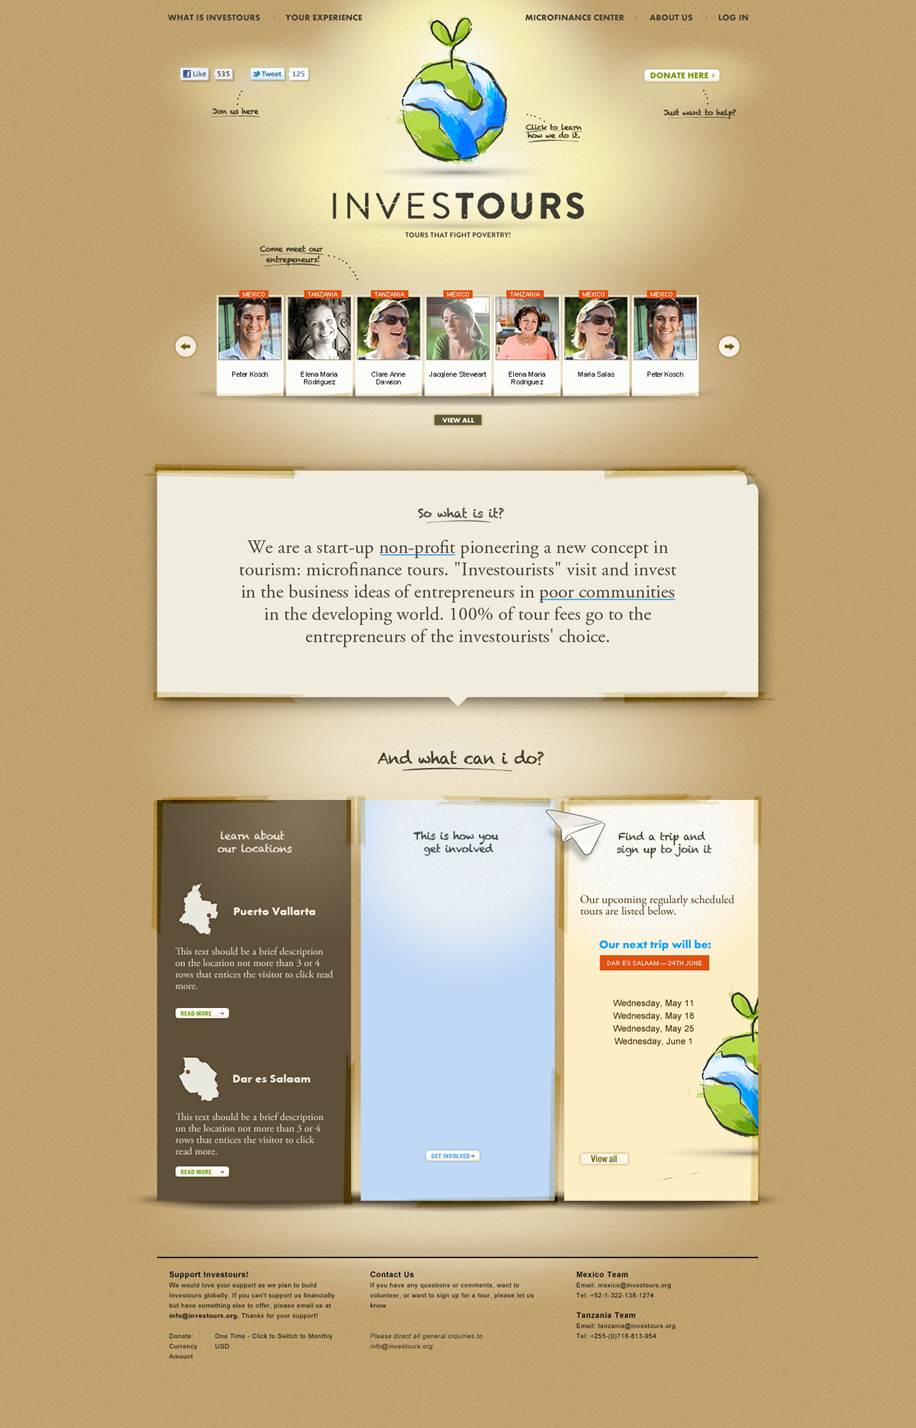 WHAT IS INVESTOURS
YOUR EXPERIENCE
MICROFINANCE CENTER
ABOUT US
LOG IN
Like 535
Tweet 125
DONATE HERE
Join us here
Just want to help?
Click to learn
how we do it.
INVESTOURS
TOURS THAT FIGHT POVERTRY!
Come meet our
entrepeneurs!
MEXICO
TANZANIA
TANZANIA
MEXICO
TANZANIA
MEXICO
MEXICO
Peter Kosch
Elena Maria
Rodriguez
Clare Anne
Dawson
Jacqlene Steweart
Elena Maria
Rodriguez
Maria Salas
Peter Kosch
VIEW ALL
So what is it?
We are a start-up non-profit pioneering a new concept in
tourism: microfinance tours. "Investourists" visit and invest
in the business ideas of entrepreneurs in poor communities
in the developing world. 100% of tour fees go to the
entrepreneurs of the investourists' choice.
And what can i do?
learn about
our locations
Puerto Vallarta
This text should be a brief description
on the location not more than 3 or 4
rows that entices the visitor to click read
more.
READ MORE
Dar es Salaam
This text should be a brief description
on the location not more than 3 or 4
rows that entices the visitor to click
read more.
READ MORE
This is how you
get involved
GET INVOLVED
Find a trip and
sign up to join it
Our upcoming regularly scheduled
tours are listed below.
Our next trip will be:
DAR ES SALAAM — 24TH JUNE
Wednesday, May 11
Wednesday, May 18
Wednesday, May 25
Wednesday, June 1
View all
Support Investours!
We would love your support as we plan to build
Investours globally. If you can't support us financially
but have something else to offer, please email us at
info@investours.org. Thanks for your support!
Donate: One Time - Click to Switch to Monthly
Currency USD
Amount
Contact Us
If you have any questions or comments, want to
volunteer, or want to sign up for a tour, please let us
know
Please direct all general inquiries to
info@investours.org
Mexico Team
Email: mexico@investours.org
Tel: +52-1-322-138-1274
Tanzania Team
Email: tanzania@investours.org
Tel: +255-(0)718-813-954